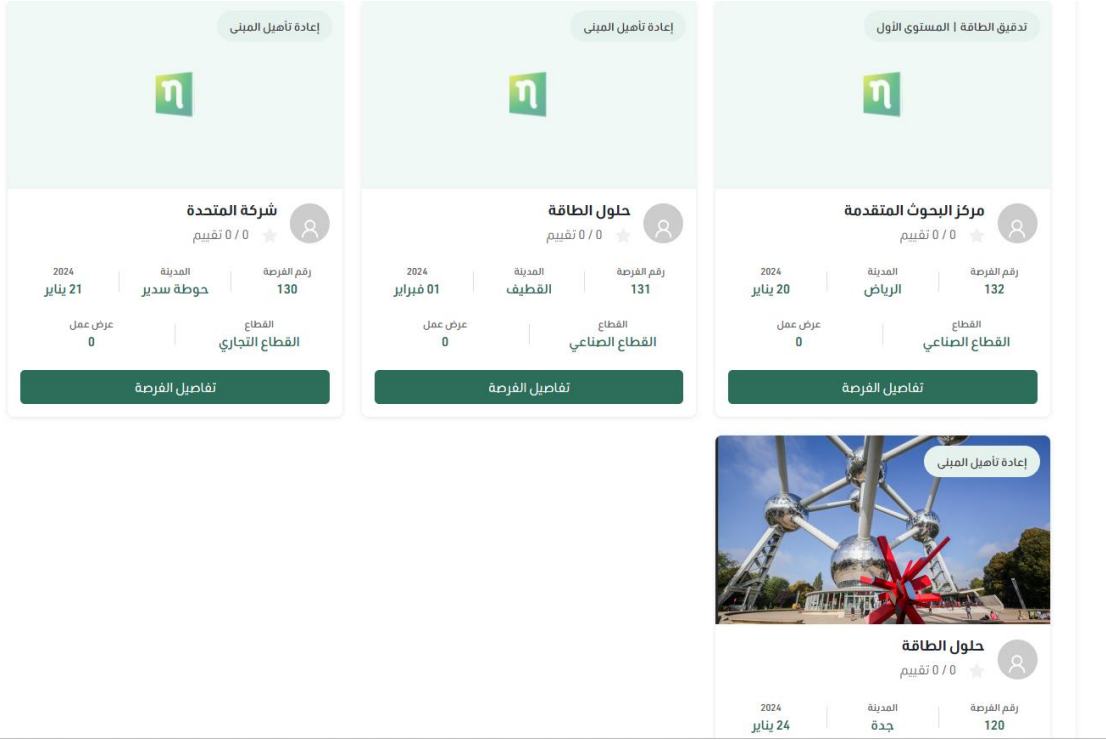 تدقيق الطاقة | المستوى الأول
مركز البحوث المتقدمة
0 / 0 تقييم
رقم الفرصة
132
المدينة
الرياض
2024
20 يناير
القطاع
القطاع الصناعي
عرض عمل
0
تفاصيل الفرصة
إعادة تأهيل المبنى
حلول الطاقة
0 / 0 تقييم
رقم الفرصة
131
المدينة
القطيف
2024
01 فبراير
القطاع
القطاع الصناعي
عرض عمل
0
تفاصيل الفرصة
إعادة تأهيل المبنى
شركة المتحدة
0 / 0 تقييم
رقم الفرصة
130
المدينة
حوطة سدير
2024
21 يناير
القطاع
القطاع التجاري
عرض عمل
0
تفاصيل الفرصة
إعادة تأهيل المبنى
حلول الطاقة
0 / 0 تقييم
رقم الفرصة
120
المدينة
جدة
2024
24 يناير